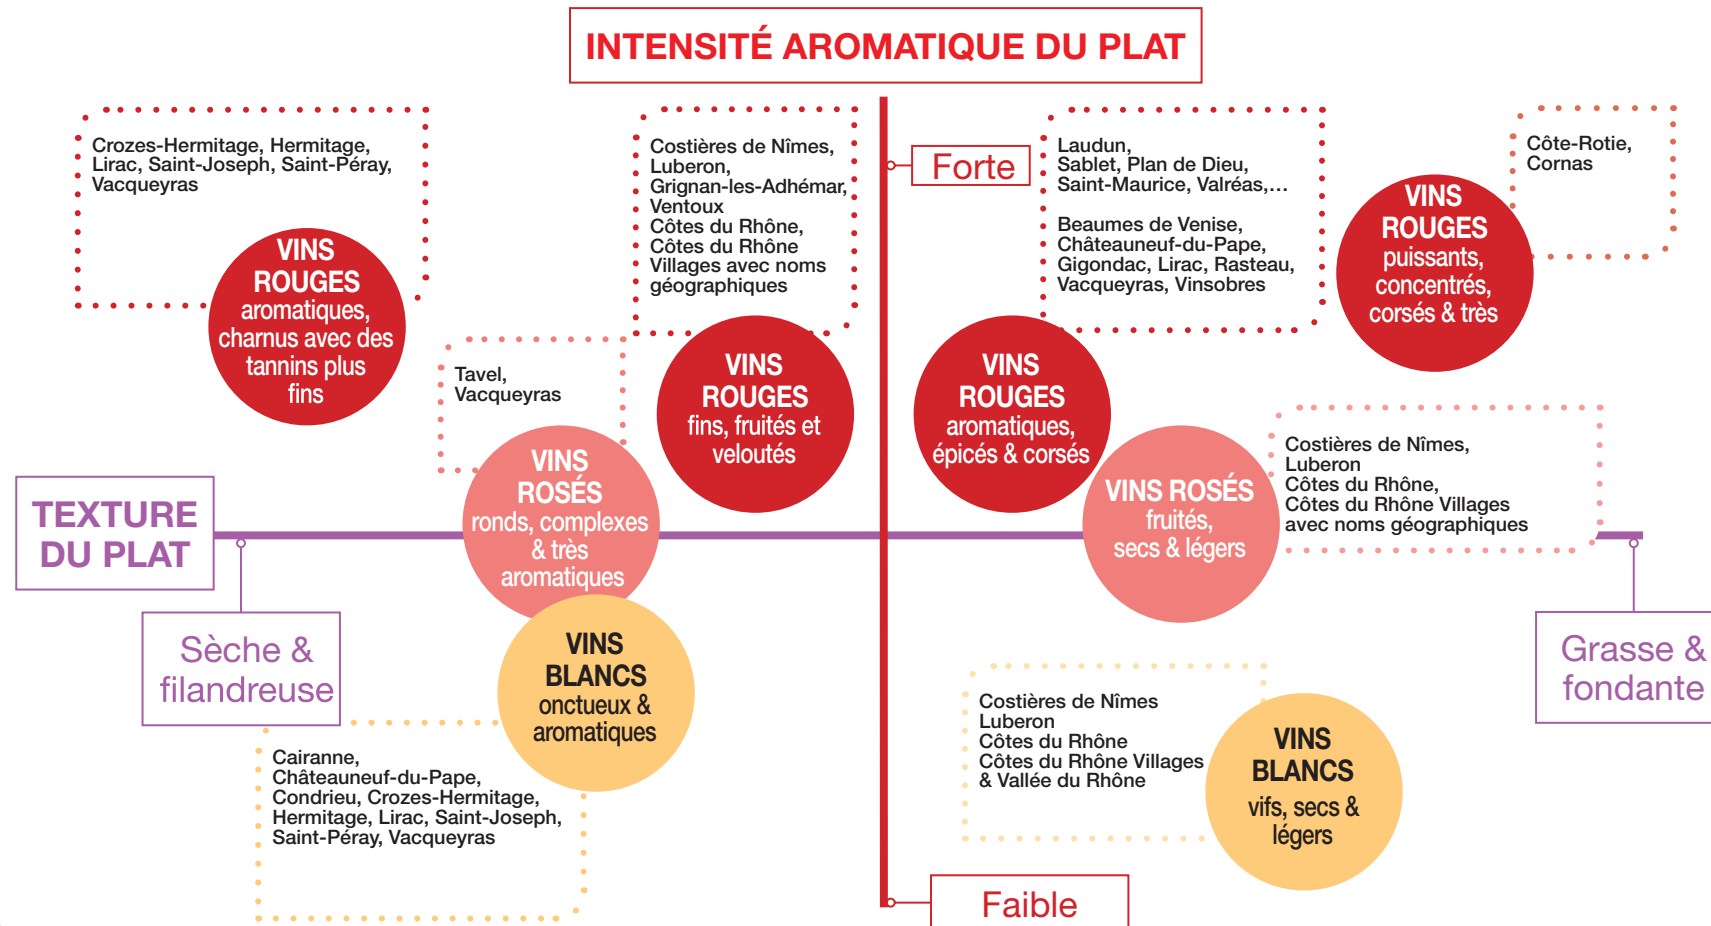 INTENSITÉ AROMATIQUE DU PLAT
Crozes-Hermitage, Hermitage,
Lirac, Saint-Joseph, Saint-Péray,
Vacqueyras
VINS
ROUGES
aromatiques,
charnus avec des
tannins plus
fins
Costières de Nîmes,
Luberon,
Grignan-les-Adhémar,
Ventoux
Côtes du Rhône,
Côtes du Rhône
Villages avec noms
géographiques
VINS
ROUGES
fins, fruités et
veloutés
Forte
Laudun,
Sablet, Plan de Dieu,
Saint-Maurice, Valréas,...
Beaumes de Venise,
Châteauneuf-du-Pape,
Gigondac, Lirac, Rasteau,
Vacqueyras, Vinsobres
VINS
ROUGES
aromatiques,
épicés & corsés
Côte-Rotie,
Cornas
VINS
ROUGES
puissants,
concentrés,
corsés & très
Tavel,
Vacqueyras
VINS
ROSÉS
ronds, complexes
& très
aromatiques
VINS ROSÉS
fruités,
secs & légers
Costières de Nîmes,
Luberon
Côtes du Rhône,
Côtes du Rhône Villages
avec noms géographiques
TEXTURE
DU PLAT
Sèche &
filandreuse
Grasse &
fondante
VINS
BLANCS
onctueux &
aromatiques
Cairanne,
Châteauneuf-du-Pape,
Condrieu, Crozes-Hermitage,
Hermitage, Lirac, Saint-Joseph,
Saint-Péray, Vacqueyras
Costières de Nîmes
Luberon
Côtes du Rhône
Côtes du Rhône Villages
& Vallée du Rhône
VINS
BLANCS
vifs, secs &
légers
Faible